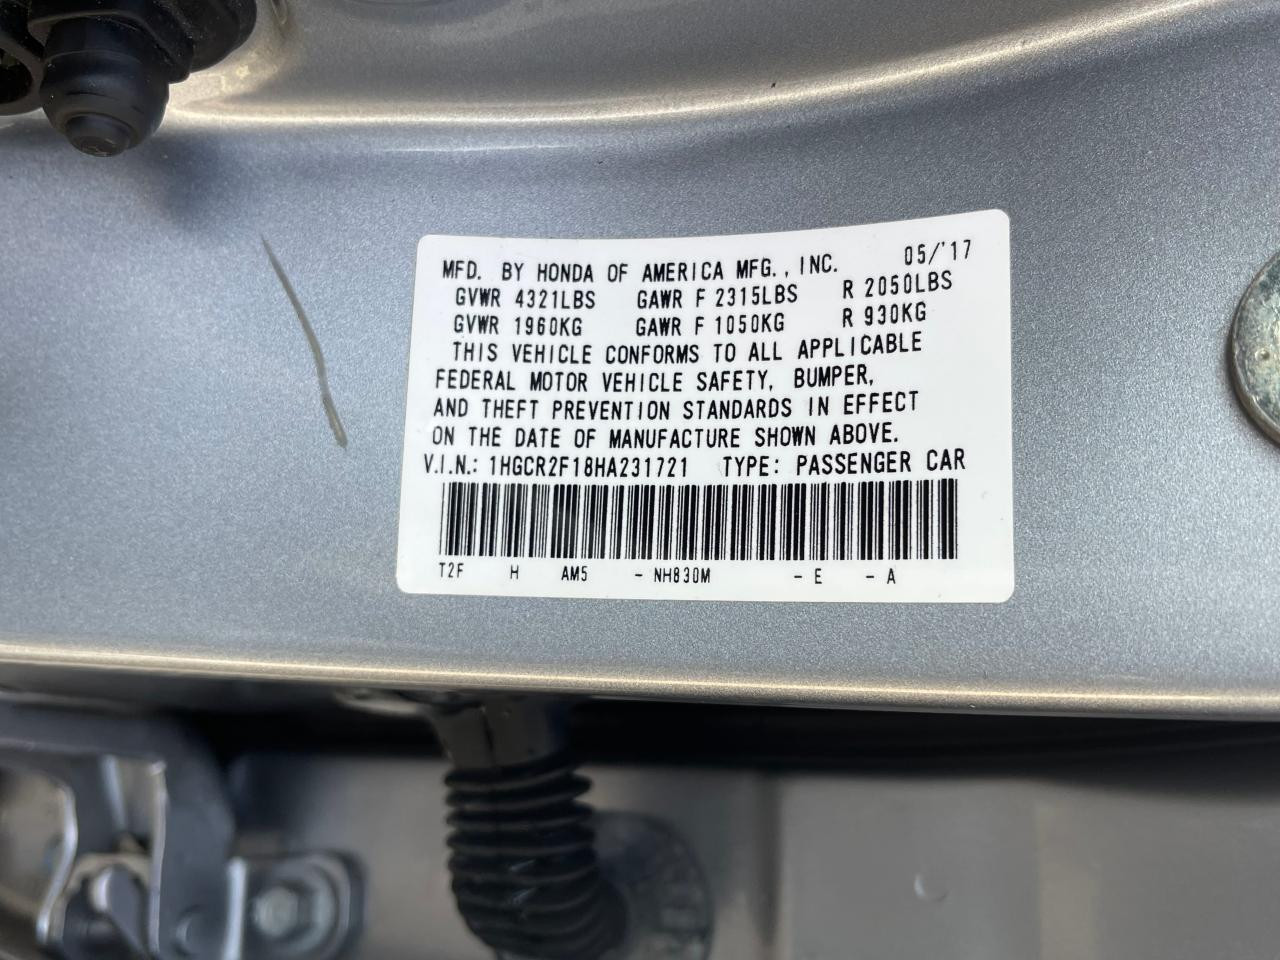 MFD. BY HONDA OF AMERICA MFG., INC. 05/'17
GVWR 4321LBS GAWR F 2315LBS R 2050LBS
GVWR 1960KG GAWR F 1050KG R 930KG
THIS VEHICLE CONFORMS TO ALL APPLICABLE
FEDERAL MOTOR VEHICLE SAFETY, BUMPER,
AND THEFT PREVENTION STANDARDS IN EFFECT
ON THE DATE OF MANUFACTURE SHOWN ABOVE.
V.I.N.: 1HGCR2F18HA231721 TYPE: PASSENGER CAR
T2F H AM5 - NH830M - E - A